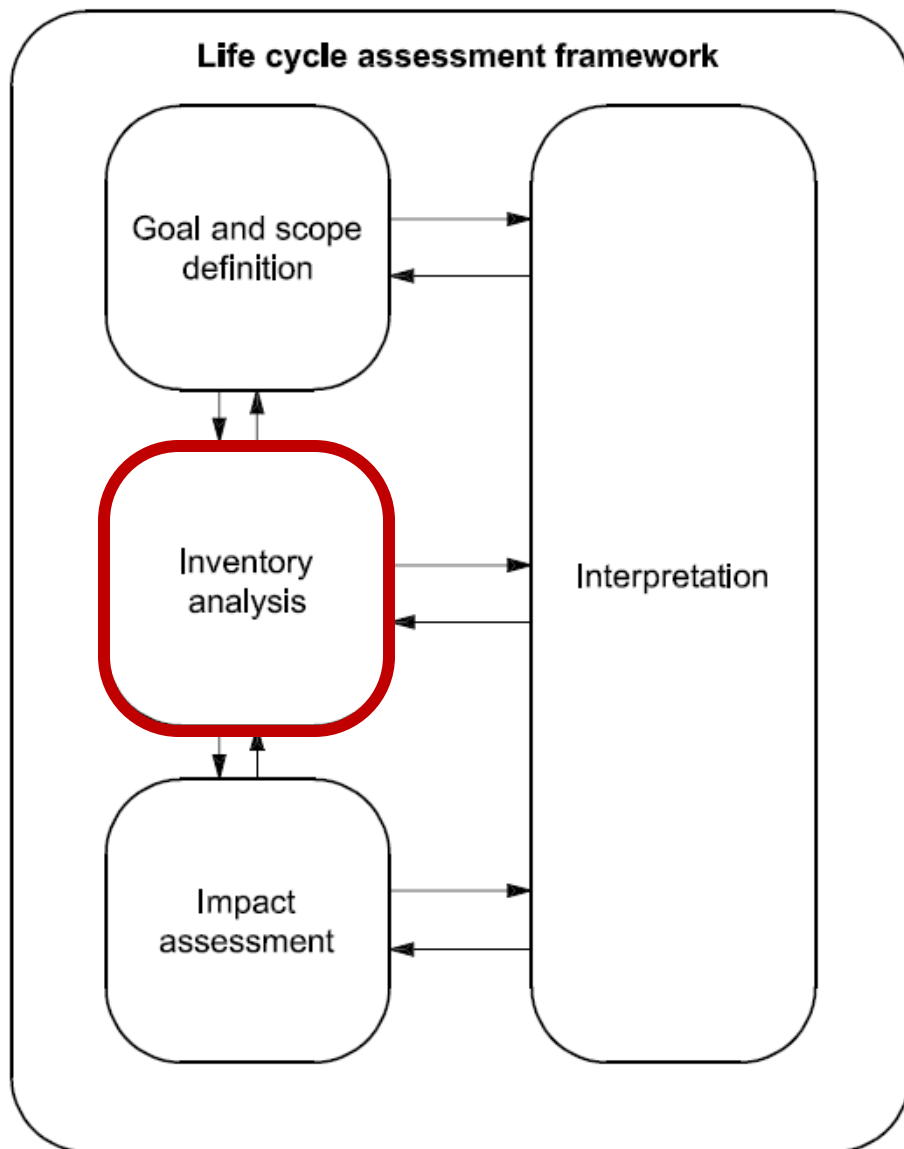 Life cycle assessment framework
Goal and scope
definition
Inventory
analysis
Interpretation
Impact
assessment